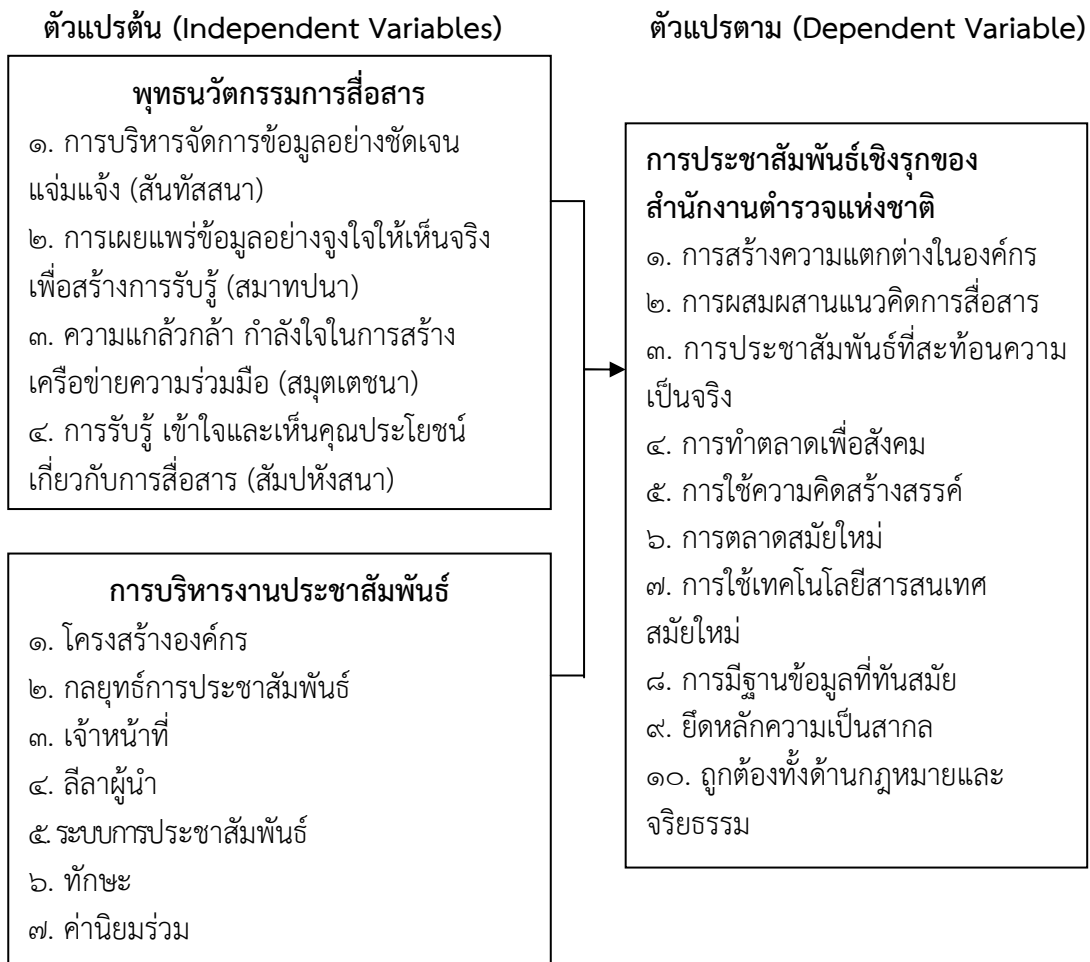 ตัวแปรต้น (Independent Variables)
พุทธนวัตกรรมการสื่อสาร
๑. การบริหารจัดการข้อมูลอย่างชัดเจน
แจ่มแจ้ง (สันทัสสนา)
๒. การเผยแพร่ข้อมูลอย่างจูงใจให้เห็นจริง
เพื่อสร้างการรับรู้ (สมาทปนา)
๓. ความแกล้วกล้า กำลังใจในการสร้าง
เครือข่ายความร่วมมือ (สมุตเตชนา)
๔. การรับรู้ เข้าใจและเห็นคุณประโยชน์
เกี่ยวกับการสื่อสาร (สัมปหังสนา)
การบริหารงานประชาสัมพันธ์
๑. โครงสร้างองค์กร
๒. กลยุทธ์การประชาสัมพันธ์
๓. เจ้าหน้าที่
๔. ลีลาผู้นำ
๕. ระบบการประชาสัมพันธ์
๖. ทักษะ
๗. ค่านิยมร่วม
ตัวแปรตาม (Dependent Variable)
การประชาสัมพันธ์เชิงรุกของ
สำนักงานตำรวจแห่งชาติ
๑. การสร้างความแตกต่างในองค์กร
๒. การผสมผสานแนวคิดการสื่อสาร
๓. การประชาสัมพันธ์ที่สะท้อนความ
เป็นจริง
๔. การทำตลาดเพื่อสังคม
๕. การใช้ความคิดสร้างสรรค์
๖. การตลาดสมัยใหม่
๗. การใช้เทคโนโลยีสารสนเทศ
สมัยใหม่
๘. การมีฐานข้อมูลที่ทันสมัย
๙. ยึดหลักความเป็นสากล
๑๐. ถูกต้องทั้งด้านกฎหมายและ
จริยธรรม